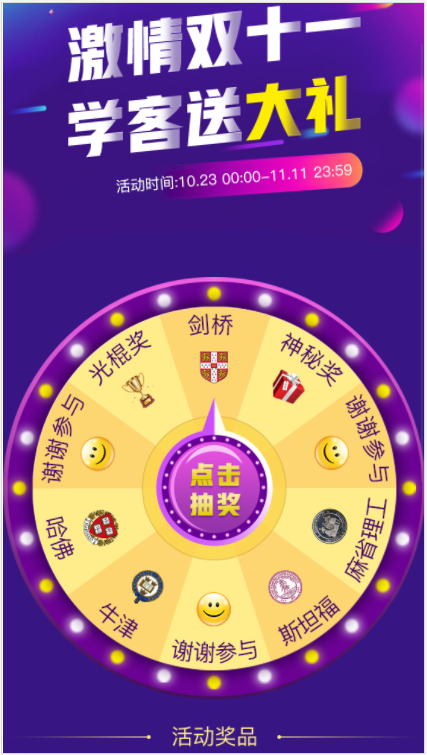 激情双十一
学客送大礼
活动时间:10.23 00:00-11.11 23:59
剑桥
神秘奖
谢谢参与
麻省理工
斯坦福
谢谢参与
牛津
哈佛
谢谢参与
光棍奖
点击
抽奖
活动奖品